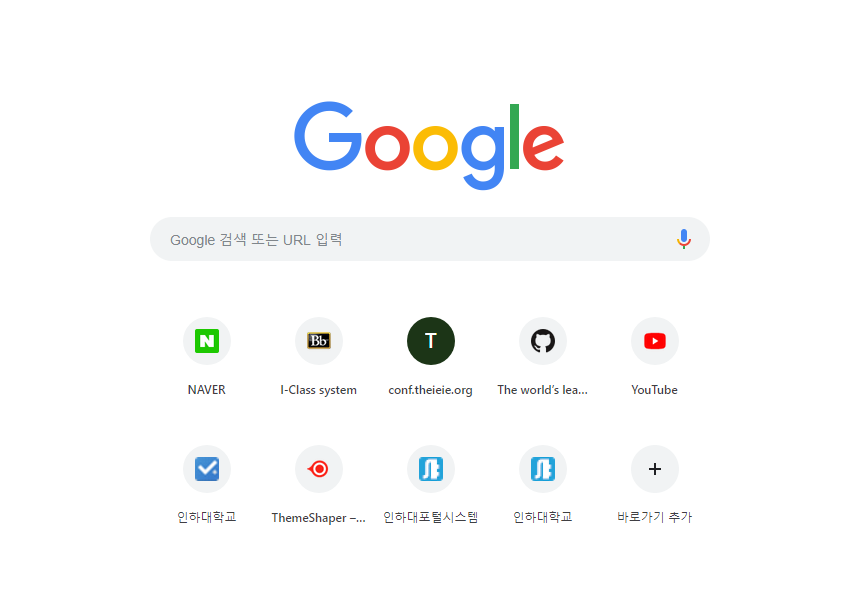 Google
Google 검색 또는 URL 입력
Bb
T
NAVER
I-Class system
conf.theieie.org
The world's lea...
YouTube
인하대학교
ThemeShaper –...
인하대포털시스템
인하대학교
바로가기 추가